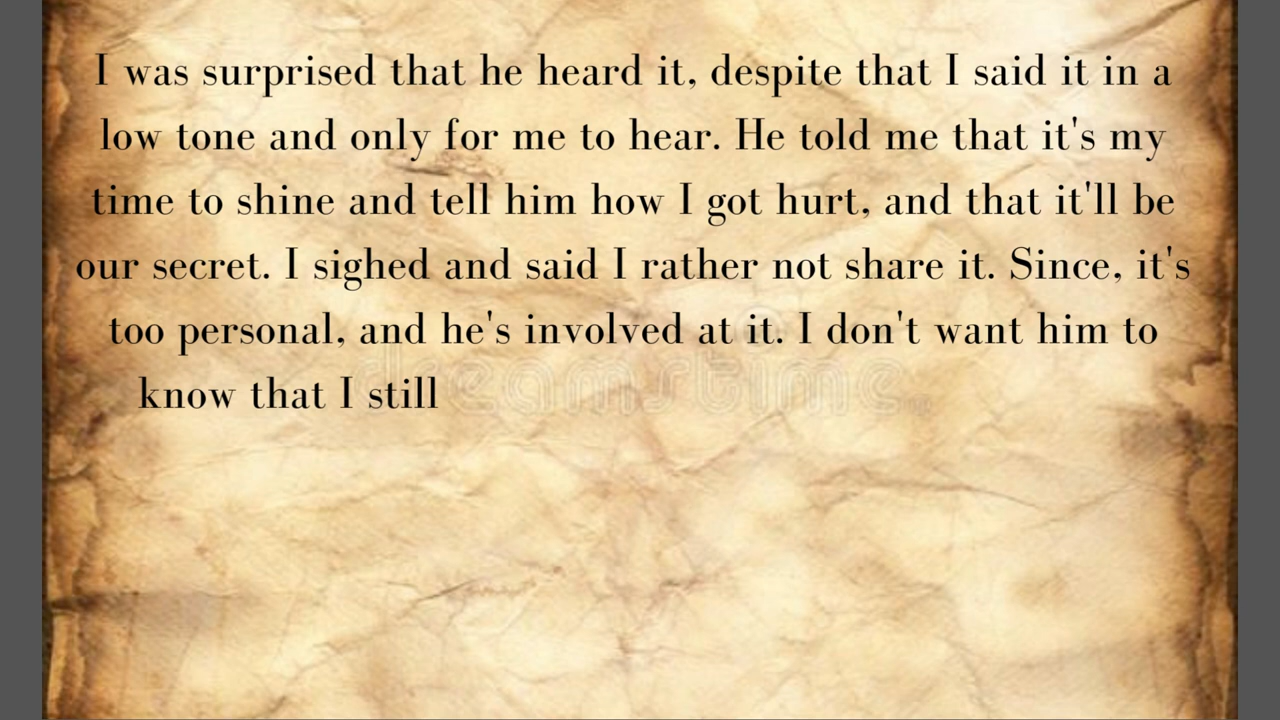 I was surprised that he heard it, despite that I said it in a
low tone and only for me to hear. He told me that it's my
time to shine and tell him how I got hurt, and that it'll be
our secret. I sighed and said I rather not share it. Since, it's
too personal, and he's involved at it. I don't want him to
know that I still
dreamstime.